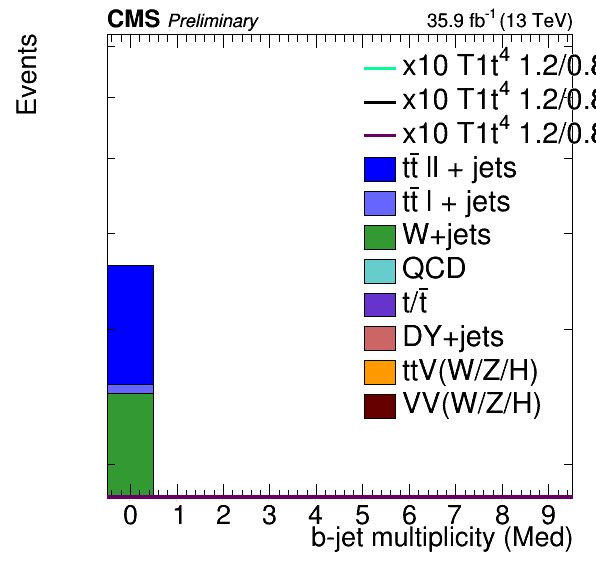 CMS Preliminary 35.9 fb⁻¹ (13 TeV)
Events
x10 T1t⁴ 1.2/0.8
x10 T1t⁴ 1.2/0.8
x10 T1t⁴ 1.2/0.8
tt̄ ll + jets
tt̄ l + jets
W+jets
QCD
t/t̄
DY+jets
ttV(W/Z/H)
VV(W/Z/H)
0 1 2 3 4 5 6 7 8 9
b-jet multiplicity (Med)